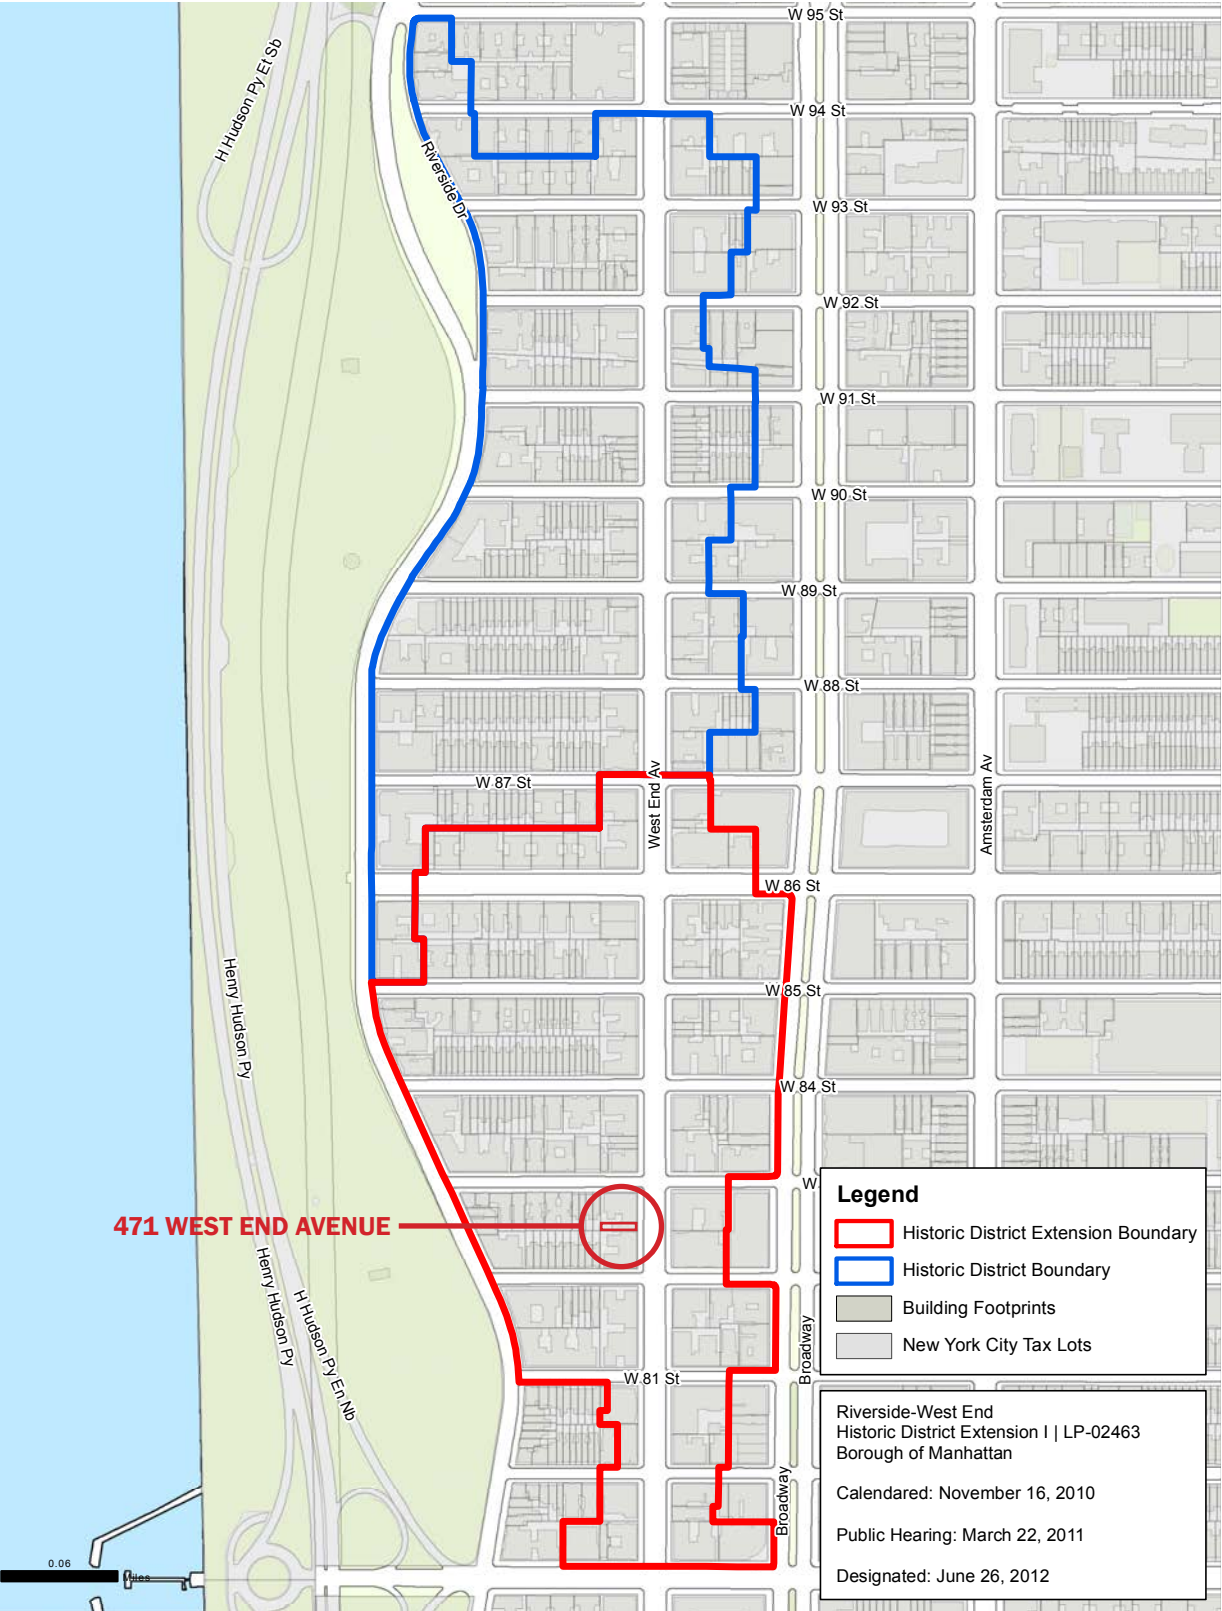 W 95 St
H Hudson Py Et Sb
W 94 St
Riverside Dr
W 93 St
W 92 St
W 91 St
W 90 St
W 89 St
W 88 St
West End Av
W 87 St
Amsterdam Av
W 86 St
Henry Hudson Py
W 85 St
W 84 St
W
471 WEST END AVENUE
Henry Hudson Py
H Hudson Py En Nb
Broadway
W 81 St
Broadway
0.06
Miles
Legend
Historic District Extension Boundary
Historic District Boundary
Building Footprints
New York City Tax Lots
Riverside-West End
Historic District Extension I | LP-02463
Borough of Manhattan
Calendared: November 16, 2010
Public Hearing: March 22, 2011
Designated: June 26, 2012